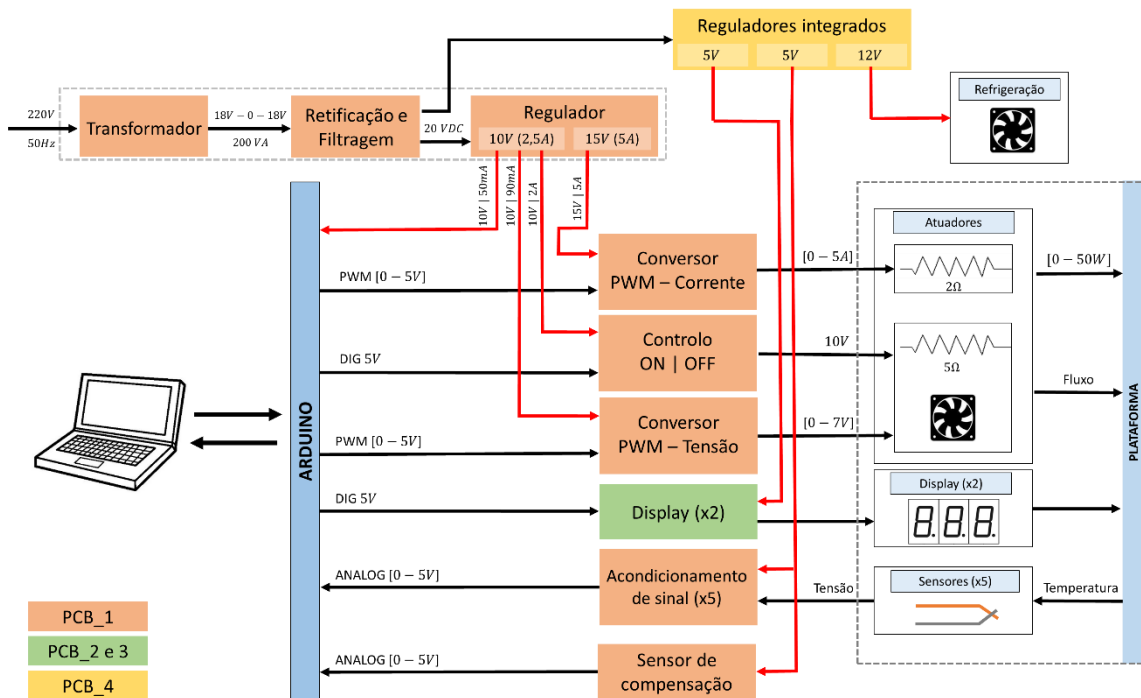 Reguladores integrados
5V
5V
12V
Refrigeração
220V
50Hz
Transformador
18V − 0 − 18V
200 VA
Retificação e
Filtragem
20 VDC
Regulador
10V (2,5A)
15V (5A)
10V | 50mA
10V | 90mA
10V | 2A
15V | 5A
ARDUINO
PLATAFORMA
Atuadores
PWM [0 − 5V]
Conversor
PWM – Corrente
[0 − 5A]
2Ω
[0 − 50W]
DIG 5V
Controlo
ON | OFF
10V
5Ω
Fluxo
PWM [0 − 5V]
Conversor
PWM – Tensão
[0 − 7V]
DIG 5V
Display (x2)
Display (x2)
8.8.8.
ANALOG [0 − 5V]
Acondicionamento
de sinal (x5)
Tensão
Sensores (x5)
Temperatura
ANALOG [0 − 5V]
Sensor de
compensação
PCB_1
PCB_2 e 3
PCB_4